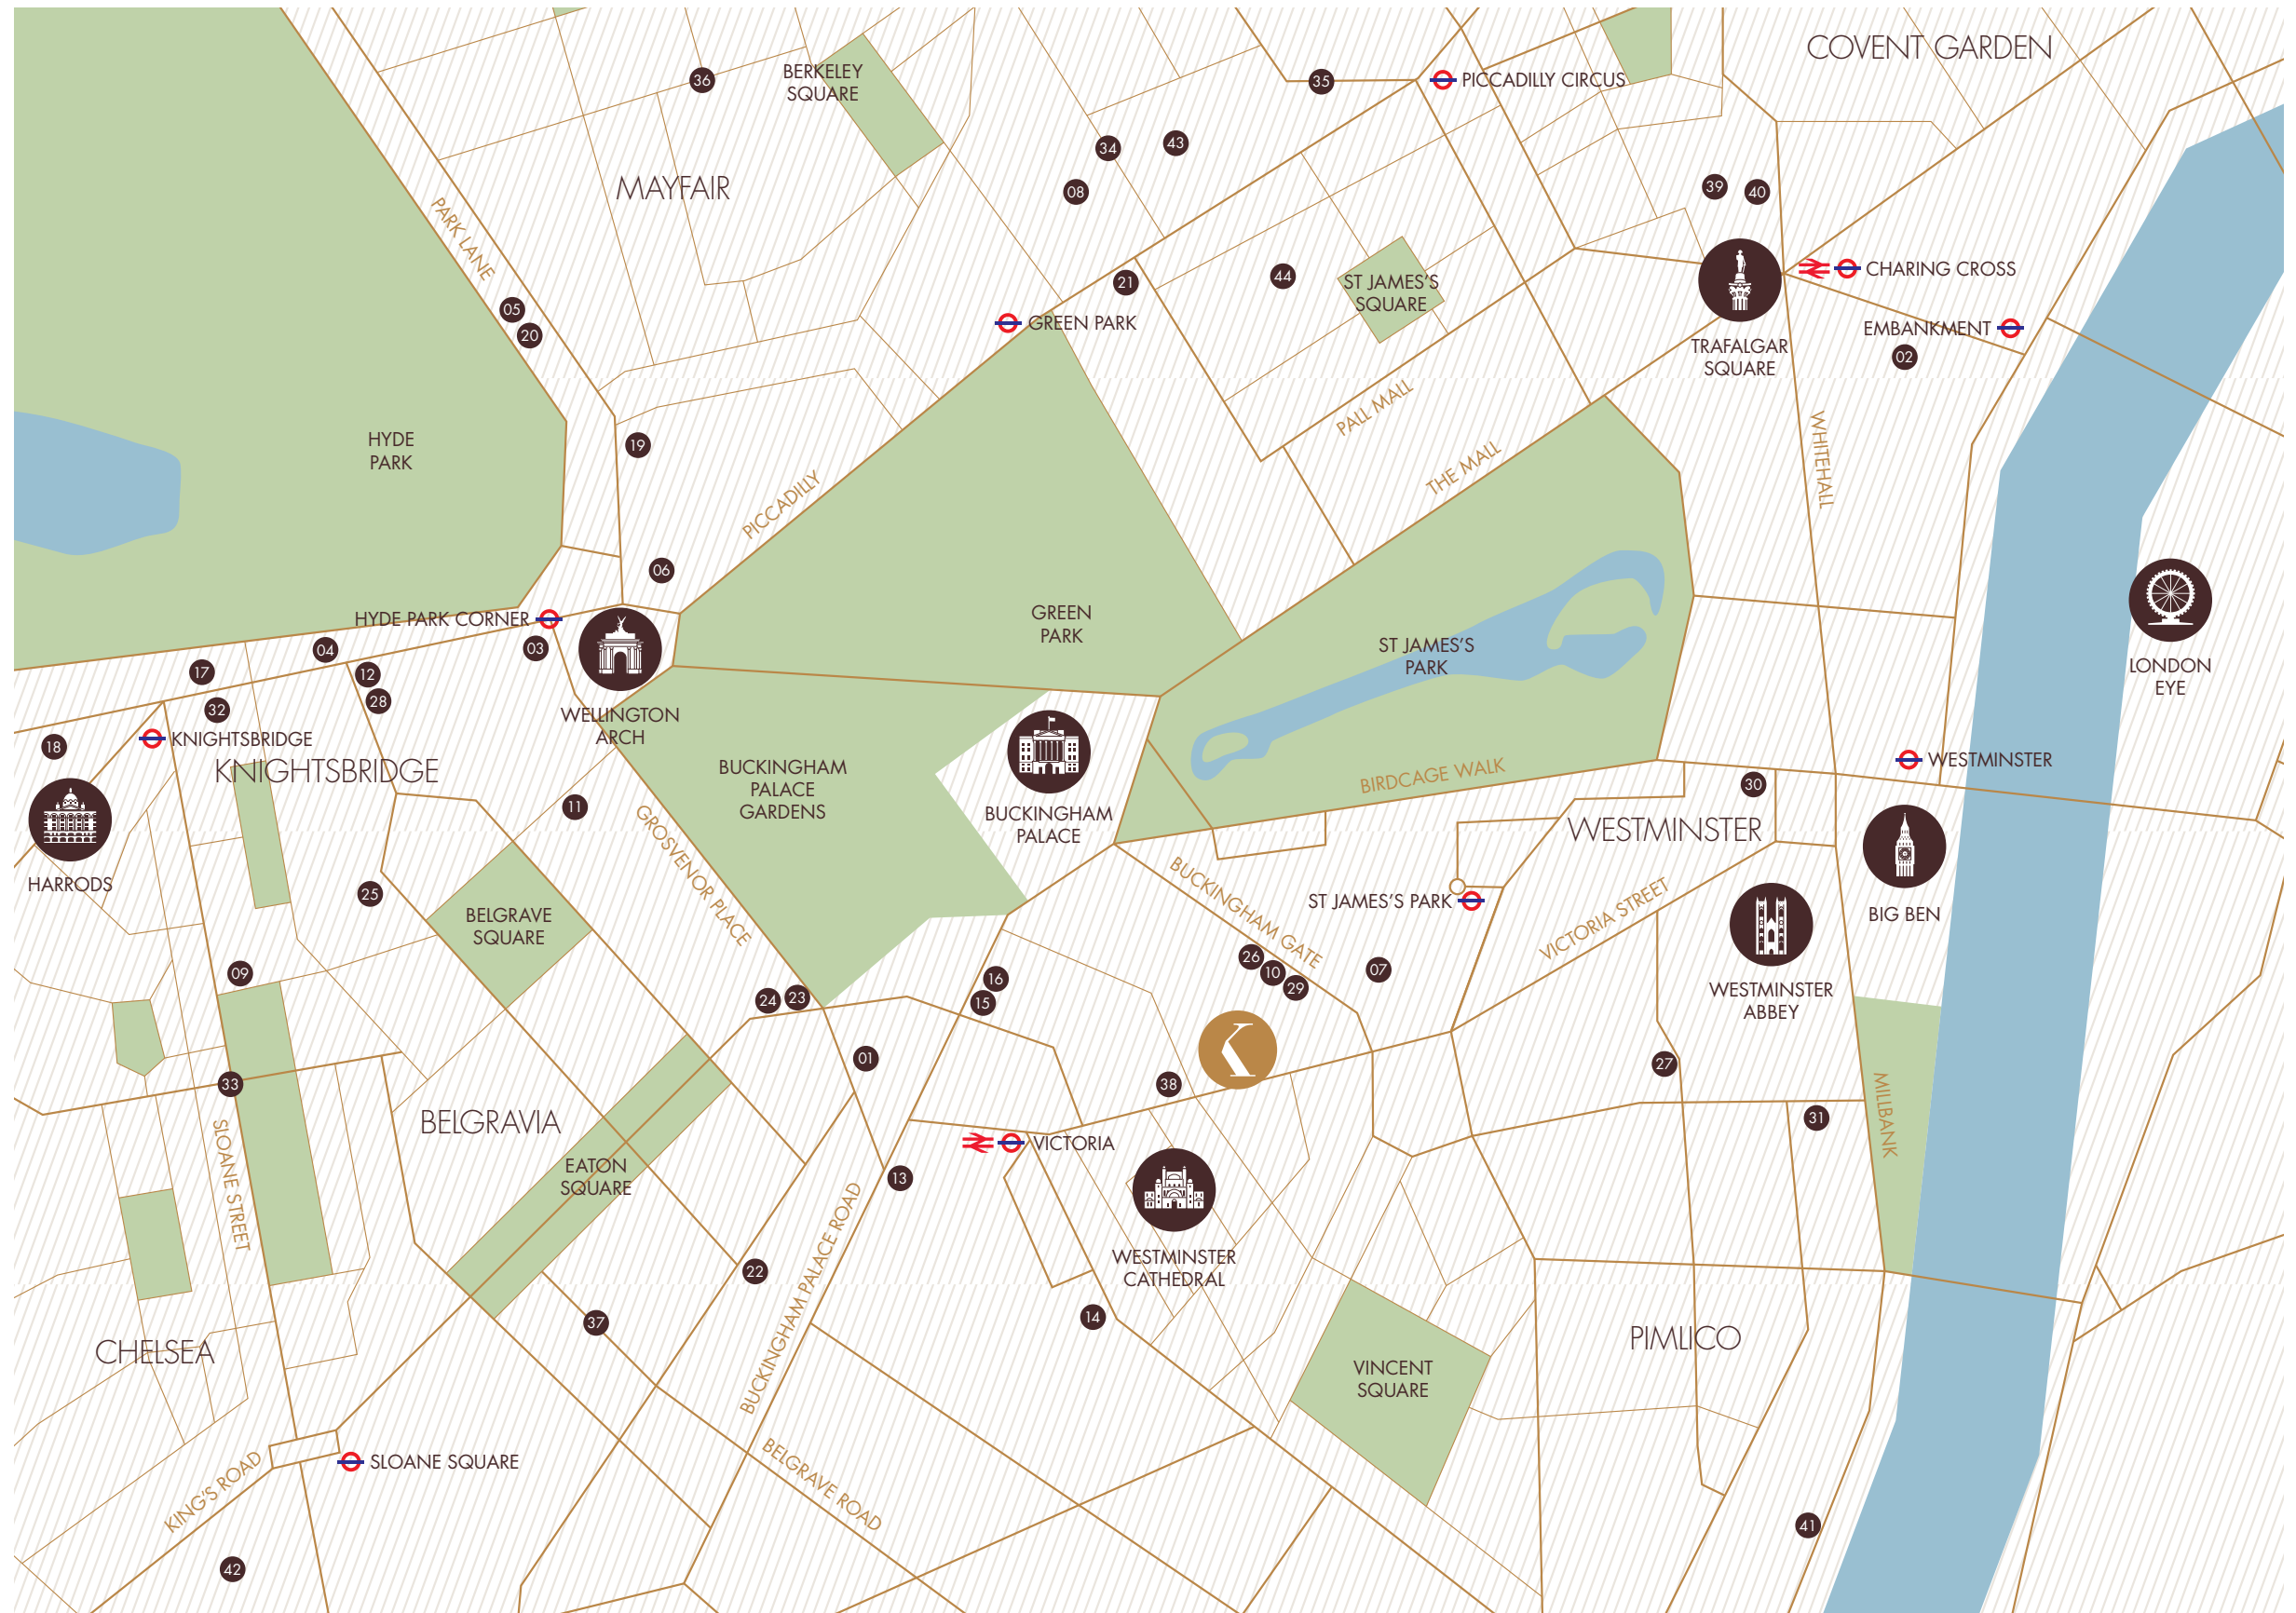 COVENT GARDEN
BERKELEY
SQUARE
36
35
PICCADILLY CIRCUS
34
43
MAYFAIR
08
39
40
PARK LANE
21
44
ST JAMES'S
SQUARE
CHARING CROSS
05
20
GREEN PARK
EMBANKMENT
TRAFALGAR
SQUARE
02
HYDE
PARK
19
PALL MALL
WHITEHALL
THE MALL
PICCADILLY
06
HYDE PARK CORNER
GREEN
PARK
04
03
ST JAMES'S
PARK
LONDON
EYE
17
12
28
32
WELLINGTON
ARCH
18
KNIGHTSBRIDGE
KNIGHTSBRIDGE
BUCKINGHAM
PALACE
GARDENS
BUCKINGHAM
PALACE
BIRDCAGE WALK
WESTMINSTER
30
11
GROSVENOR PLACE
WESTMINSTER
HARRODS
25
BELGRAVE
SQUARE
BUCKINGHAM GATE
ST JAMES'S PARK
VICTORIA STREET
BIG BEN
09
16
15
26
10
29
07
WESTMINSTER
ABBEY
24
23
K
01
27
33
38
BELGRAVIA
31
MILLBANK
SLOANE STREET
VICTORIA
EATON
SQUARE
13
BUCKINGHAM PALACE ROAD
WESTMINSTER
CATHEDRAL
22
37
14
CHELSEA
PIMLICO
VINCENT
SQUARE
KING'S ROAD
SLOANE SQUARE
BELGRAVE ROAD
41
42